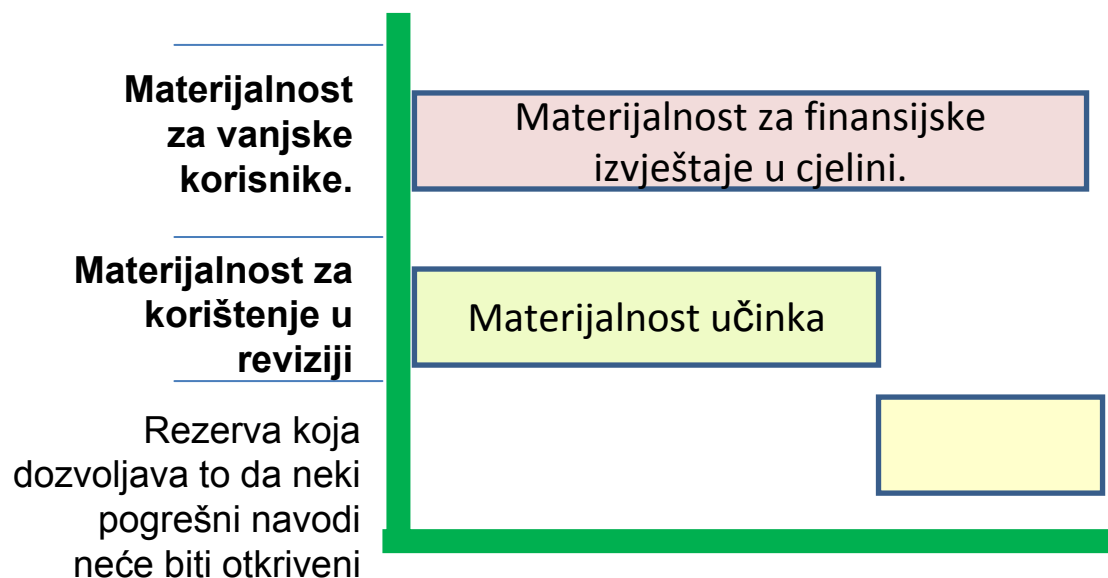 Materijalnost
za vanjske
korisnike.
Materijalnost za finansijske
izvještaje u cjelini.
Materijalnost za
korištenje u
reviziji
Materijalnost učinka
Rezerva koja
dozvoljava to da neki
pogrešni navodi
neće biti otkriveni